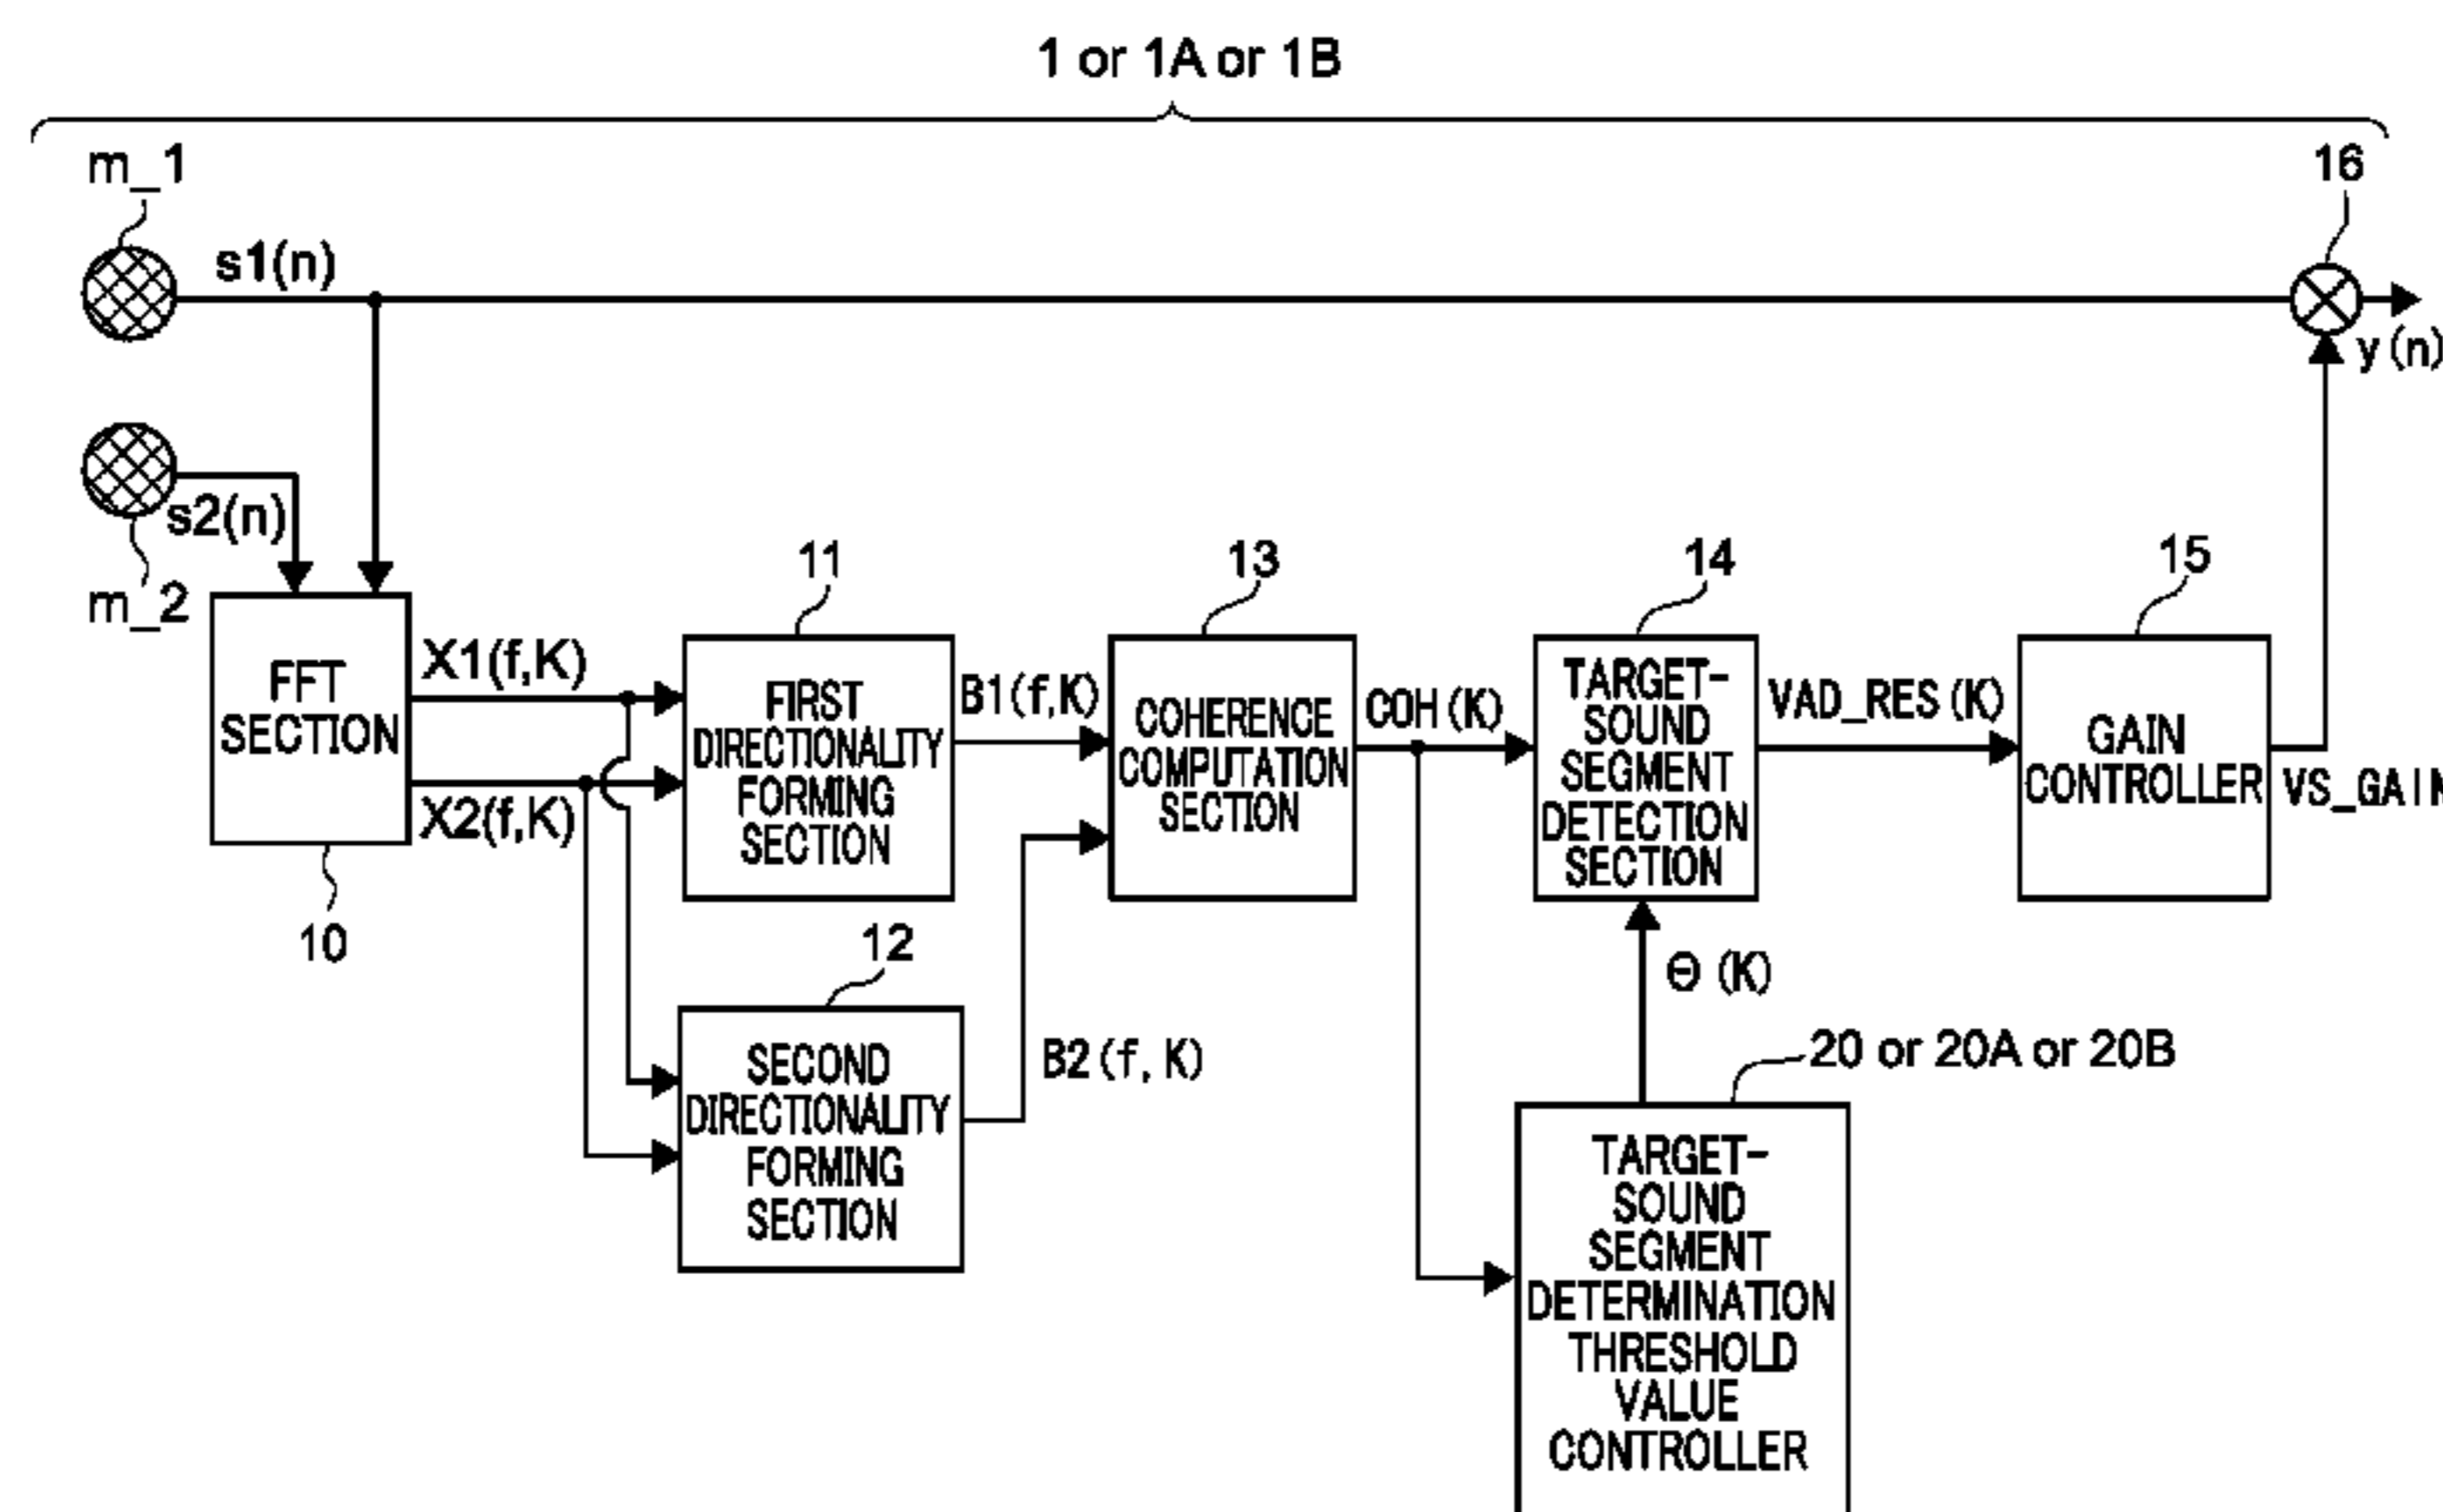 1 or 1A or 1B
m_1
16
s1(n)
y(n)
m_2
s2(n)
11
13
14
15
FFT
SECTION
X1(f,K)
X2(f,K)
10
FIRST
DIRECTIONALITY
FORMING
SECTION
B1(f,K)
COHERENCE
COMPUTATION
SECTION
COH(K)
TARGET-
SOUND
SEGMENT
DETECTION
SECTION
VAD_RES(K)
GAIN
CONTROLLER
VS_GAIN
12
SECOND
DIRECTIONALITY
FORMING
SECTION
B2(f,K)
Θ(K)
20 or 20A or 20B
TARGET-
SOUND
SEGMENT
DETERMINATION
THRESHOLD
VALUE
CONTROLLER